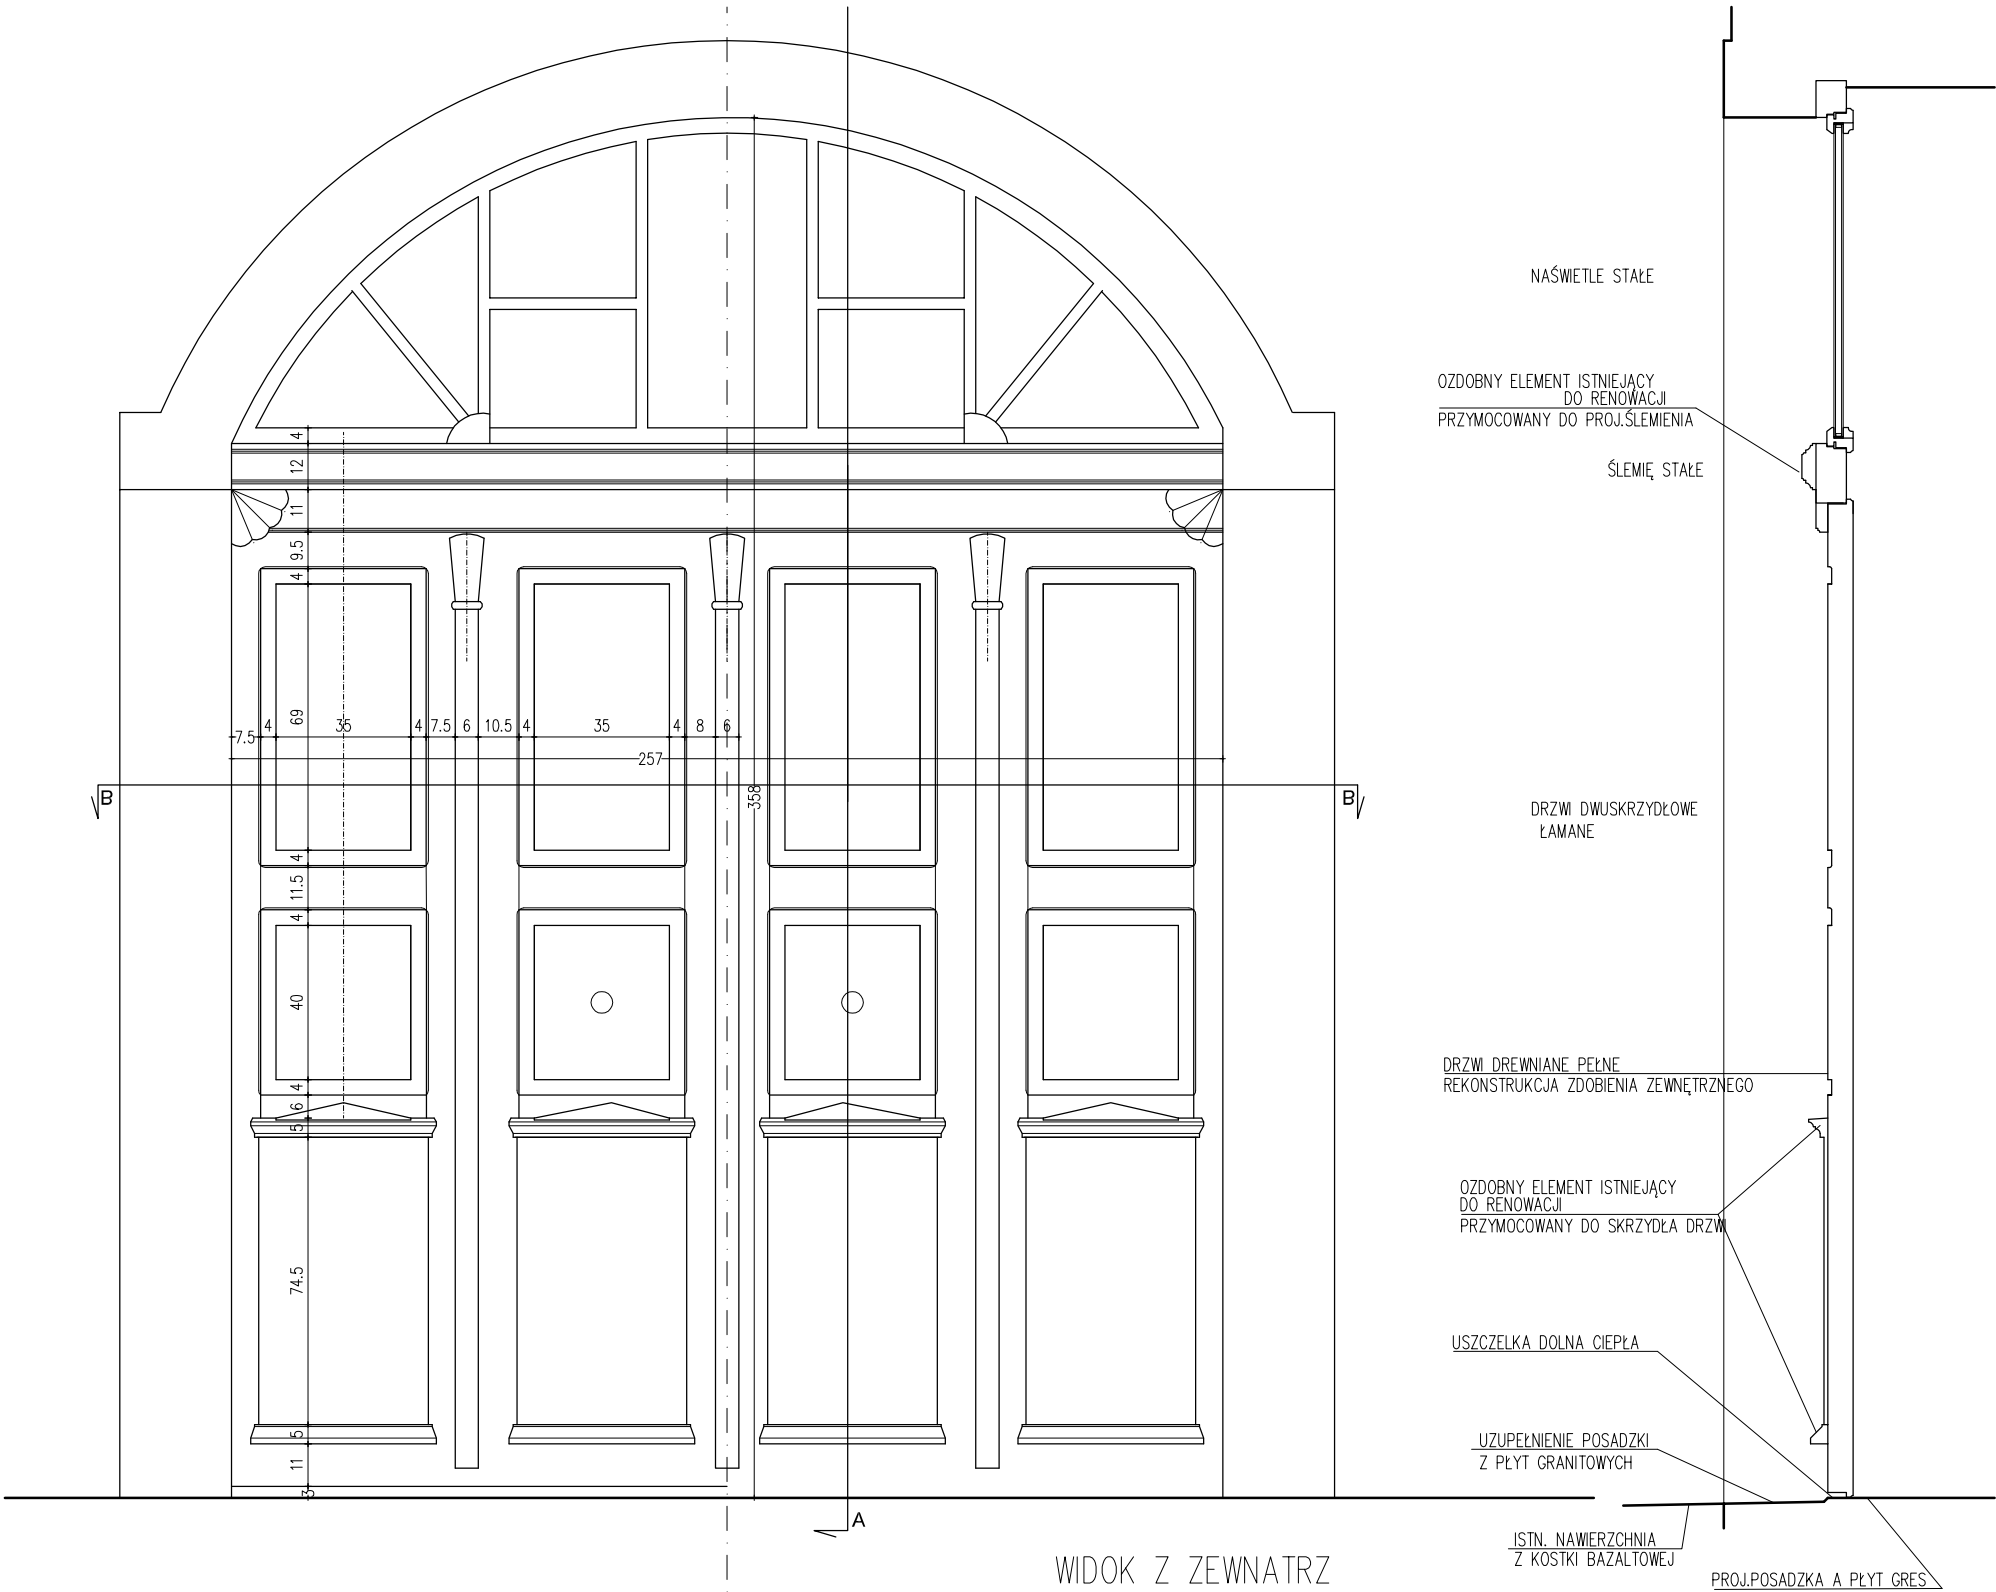 4
12
11
9.5
4
69
7.5 4 35 4 7.5 6 10.5 4 35 4 8 6
257
358
B B
4
11.5
4
40
4
6
5
74.5
5
11
3
A
WIDOK Z ZEWNATRZ
NAŚWIETLE STAŁE
OZDOBNY ELEMENT ISTNIEJĄCY
DO RENOWACJI
PRZYMOCOWANY DO PROJ.ŚLEMIENIA
ŚLEMIĘ STAŁE
DRZWI DWUSKRZYDŁOWE
ŁAMANE
DRZWI DREWNIANE PEŁNE
REKONSTRUKCJA ZDOBIENIA ZEWNĘTRZNEGO
OZDOBNY ELEMENT ISTNIEJĄCY
DO RENOWACJI
PRZYMOCOWANY DO SKRZYDŁA DRZWI
USZCZELKA DOLNA CIEPŁA
UZUPEŁNIENIE POSADZKI
Z PŁYT GRANITOWYCH
ISTN. NAWIERZCHNIA
Z KOSTKI BAZALTOWEJ
PROJ.POSADZKA A PŁYT GRES